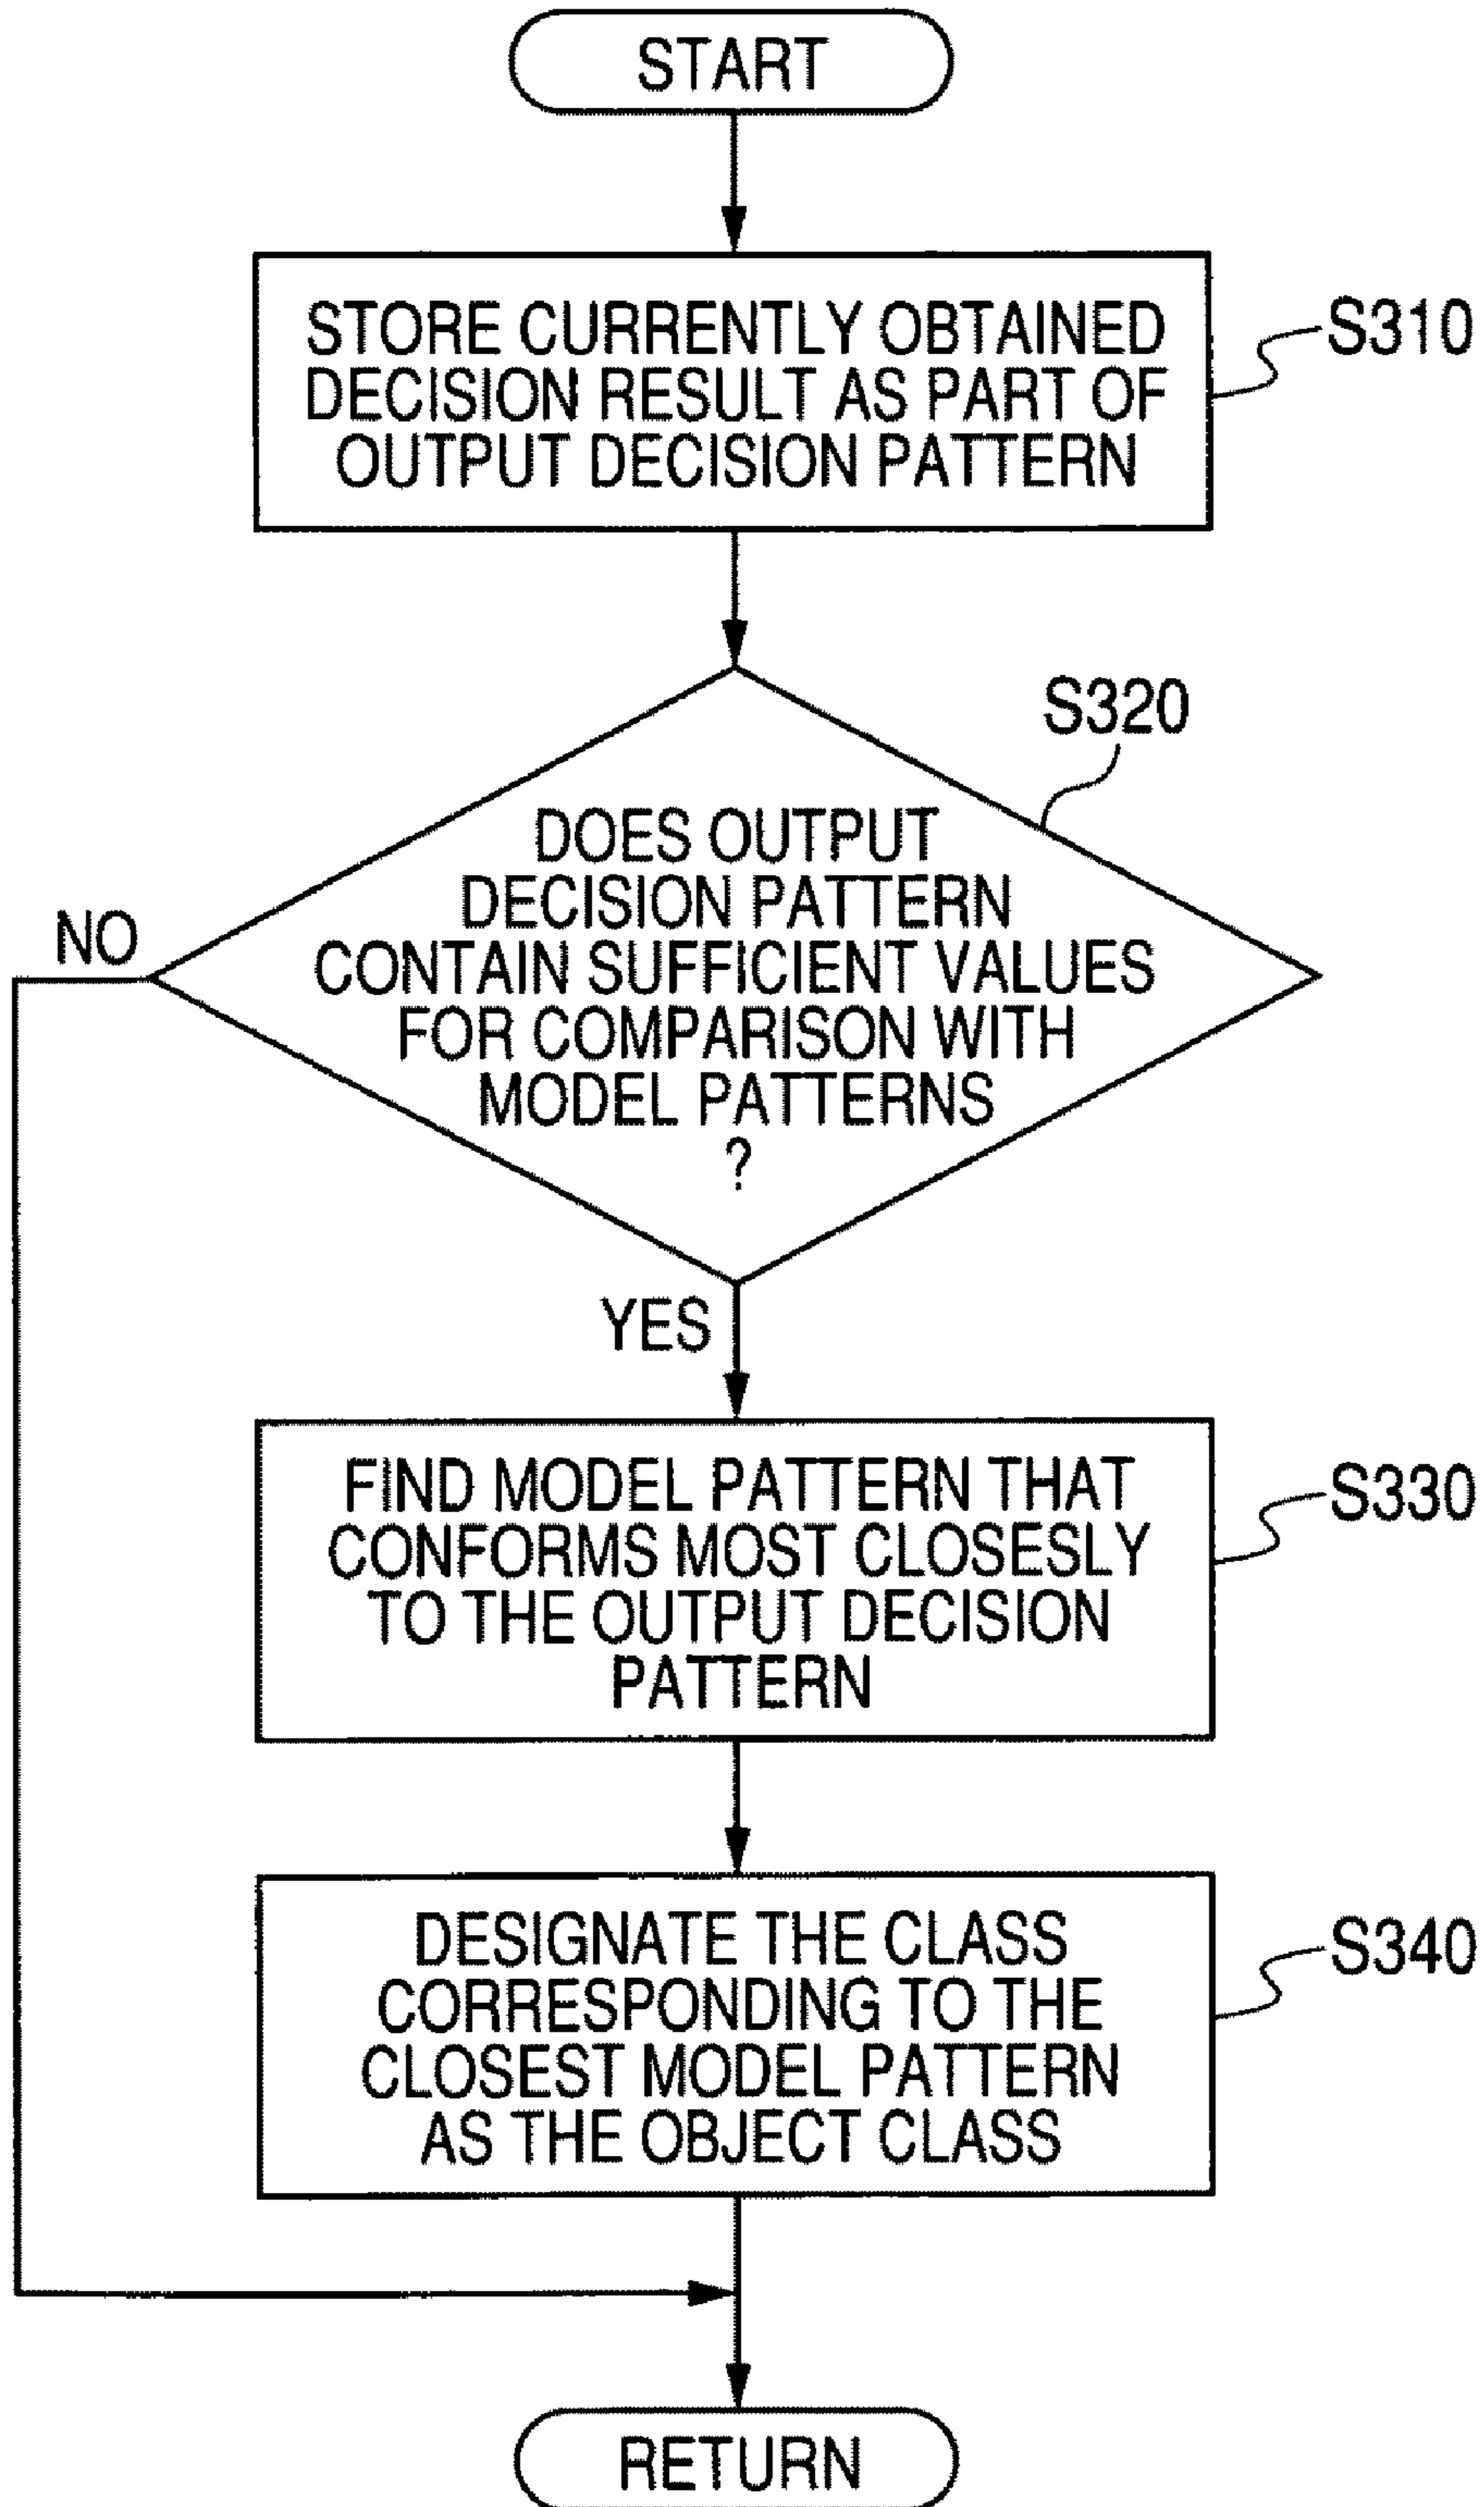 START
STORE CURRENTLY OBTAINED
DECISION RESULT AS PART OF
OUTPUT DECISION PATTERN
S310
S320
DOES OUTPUT
DECISION PATTERN
CONTAIN SUFFICIENT VALUES
FOR COMPARISON WITH
MODEL PATTERNS
?
NO
YES
FIND MODEL PATTERN THAT
CONFORMS MOST CLOSESLY
TO THE OUTPUT DECISION
PATTERN
S330
DESIGNATE THE CLASS
CORRESPONDING TO THE
CLOSEST MODEL PATTERN
AS THE OBJECT CLASS
S340
RETURN